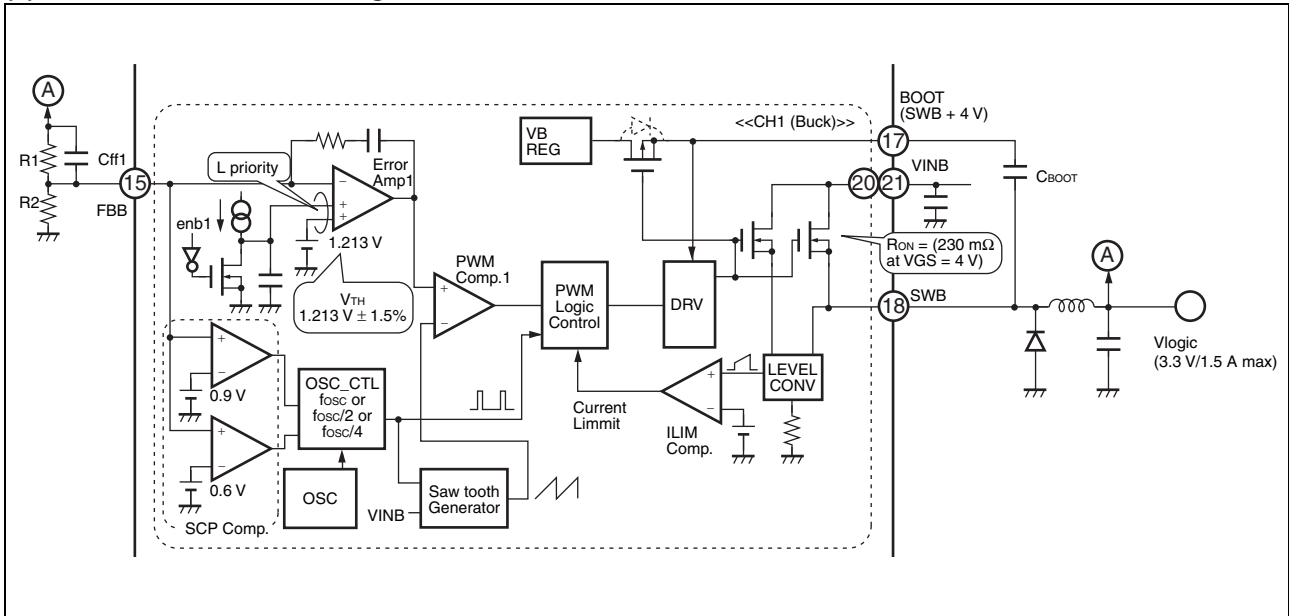 A
R1
Cff1
R2
15
FBB
L priority
enb1
Error
Amp1
1.213 V
VTH
1.213 V ± 1.5%
PWM
Comp.1
0.9 V
0.6 V
SCP Comp.
OSC_CTL
fosc or
fosc/2 or
fosc/4
OSC
VINB
Saw tooth
Generator
PWM
Logic
Control
Current
Limmit
ILIM
Comp.
LEVEL
CONV
DRV
VB
REG
<<CH1 (Buck)>>
BOOT
(SWB + 4 V)
17
VINB
20
21
CBOOT
RON = (230 mΩ
at VGS = 4 V)
18
SWB
A
Vlogic
(3.3 V/1.5 A max)